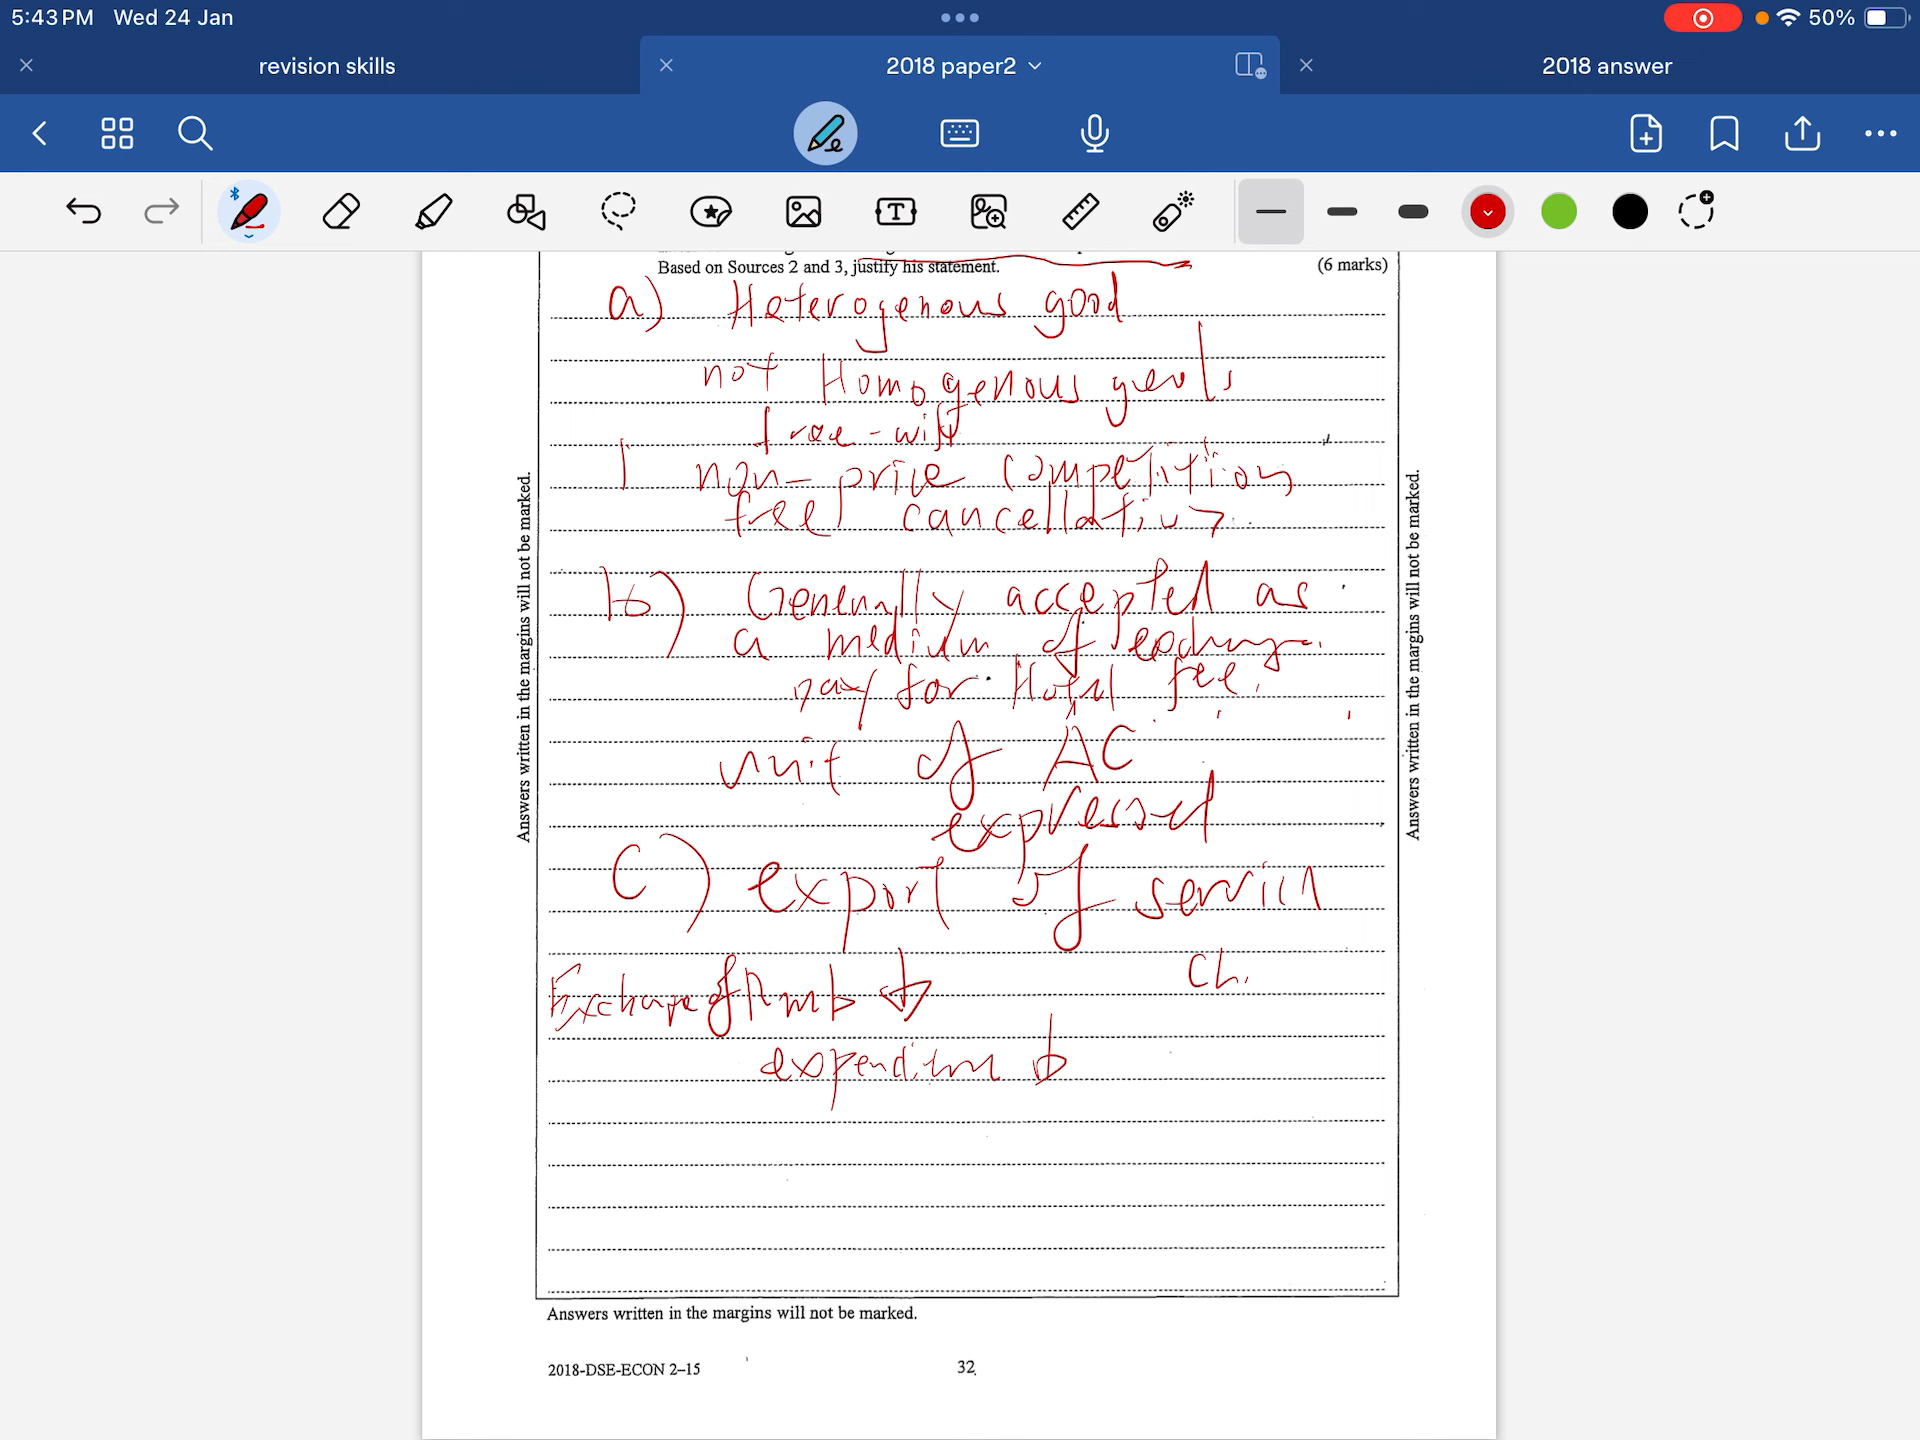 5:43 PM Wed 24 Jan
50%
revision skills
2018 paper2
2018 answer
Based on Sources 2 and 3, justify his statement.
(6 marks)
a) Heterogenous good
not Homogenous goods
free-wifi
non-price competition
free cancellation
b) Generally accepted as
a medium of exchange
pay for Hotel fee.
unit of AC
expressed
c) export of service
Ch.
Exchange of Rmb ↓
expenditure ↓
Answers written in the margins will not be marked.
Answers written in the margins will not be marked.
Answers written in the margins will not be marked.
2018-DSE-ECON 2–15
32